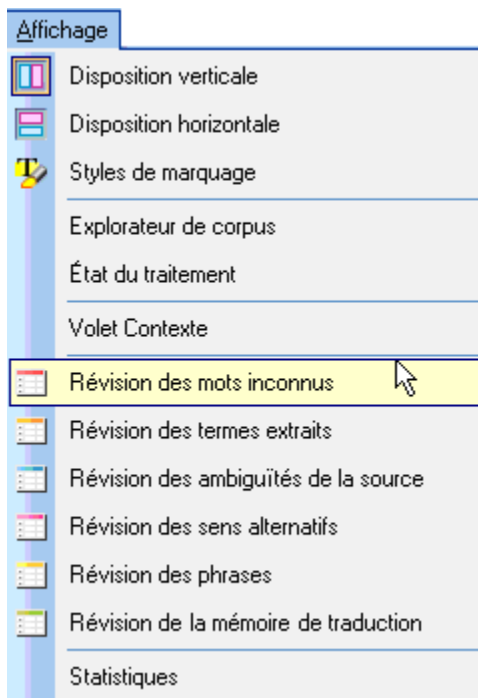 Affichage
Disposition verticale
Disposition horizontale
Styles de marquage
Explorateur de corpus
État du traitement
Volet Contexte
Révision des mots inconnus
Révision des termes extraits
Révision des ambiguïtés de la source
Révision des sens alternatifs
Révision des phrases
Révision de la mémoire de traduction
Statistiques